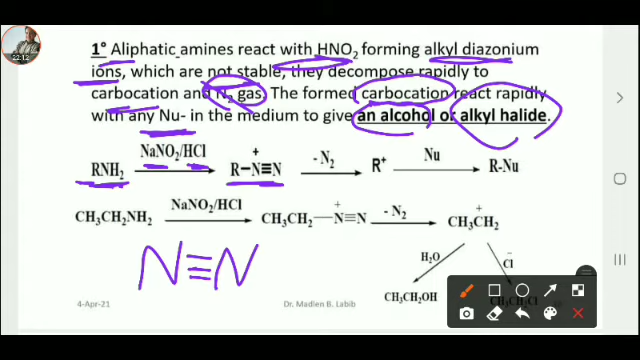 22:12
1° Aliphatic amines react with HNO2 forming alkyl diazonium
ions, which are not stable, they decompose rapidly to
carbocation and N2 gas. The formed carbocation react rapidly
with any Nu- in the medium to give an alcohol or alkyl halide.
RNH2 NaNO2/HCl R—N≡N + - N2 R+ Nu R-Nu
CH3CH2NH2 NaNO2/HCl CH3CH2—N≡N + - N2 CH3CH2 +
N≡N
H2O Cl -
CH3CH2OH CH3CH2Cl
4-Apr-21 Dr. Madlen B. Labib